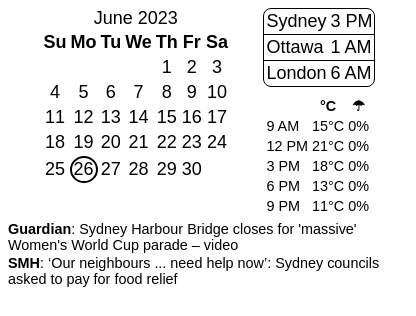 June 2023
Su Mo Tu We Th Fr Sa
1 2 3
4 5 6 7 8 9 10
11 12 13 14 15 16 17
18 19 20 21 22 23 24
25 26 27 28 29 30
Sydney 3 PM
Ottawa 1 AM
London 6 AM
°C ☂
9 AM 15°C 0%
12 PM 21°C 0%
3 PM 18°C 0%
6 PM 13°C 0%
9 PM 11°C 0%
Guardian: Sydney Harbour Bridge closes for 'massive'
Women's World Cup parade – video
SMH: ‘Our neighbours ... need help now’: Sydney councils
asked to pay for food relief